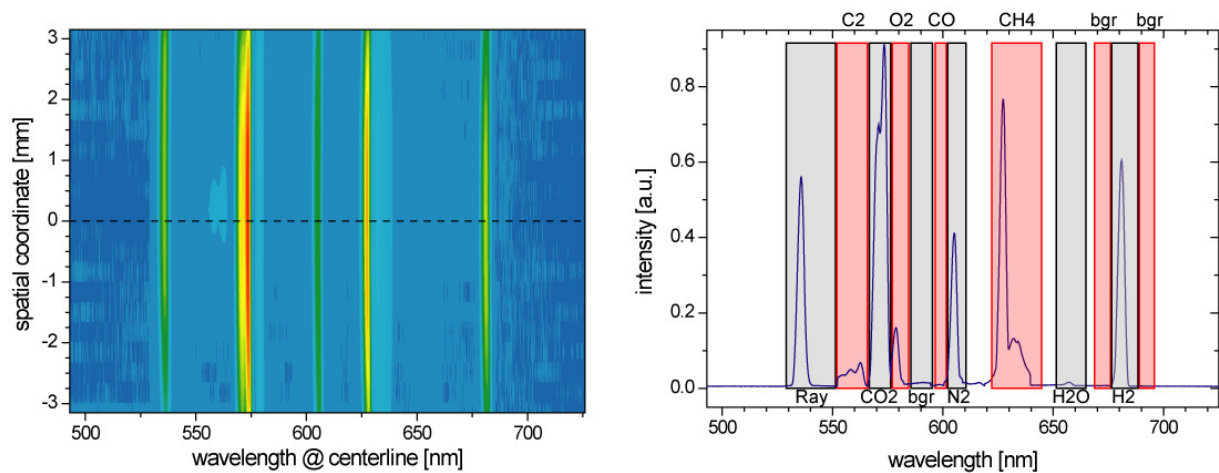 3
2
1
0
-1
-2
-3
spatial coordinate [mm]
500 550 600 650 700
wavelength @ centerline [nm]
C2 O2 CO CH4 bgr bgr
0.8
0.6
0.4
0.2
0.0
intensity [a.u.]
Ray CO2 bgr N2 H2O H2
500 550 600 650 700
wavelength [nm]